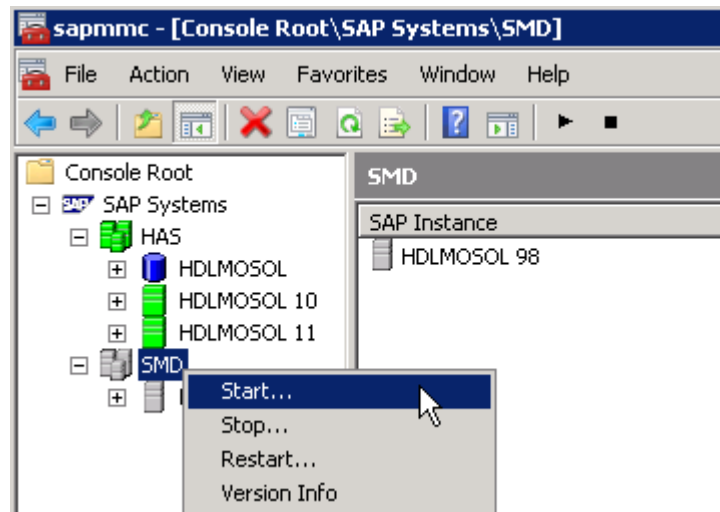 sapmmc - [Console Root\SAP Systems\SMD]
File Action View Favorites Window Help
Console Root
SMD
SAP SAP Systems
SAP Instance
HAS
HDLMOSOL 98
HDLMOSOL
HDLMOSOL 10
HDLMOSOL 11
SMD
Start...
Stop...
Restart...
Version Info